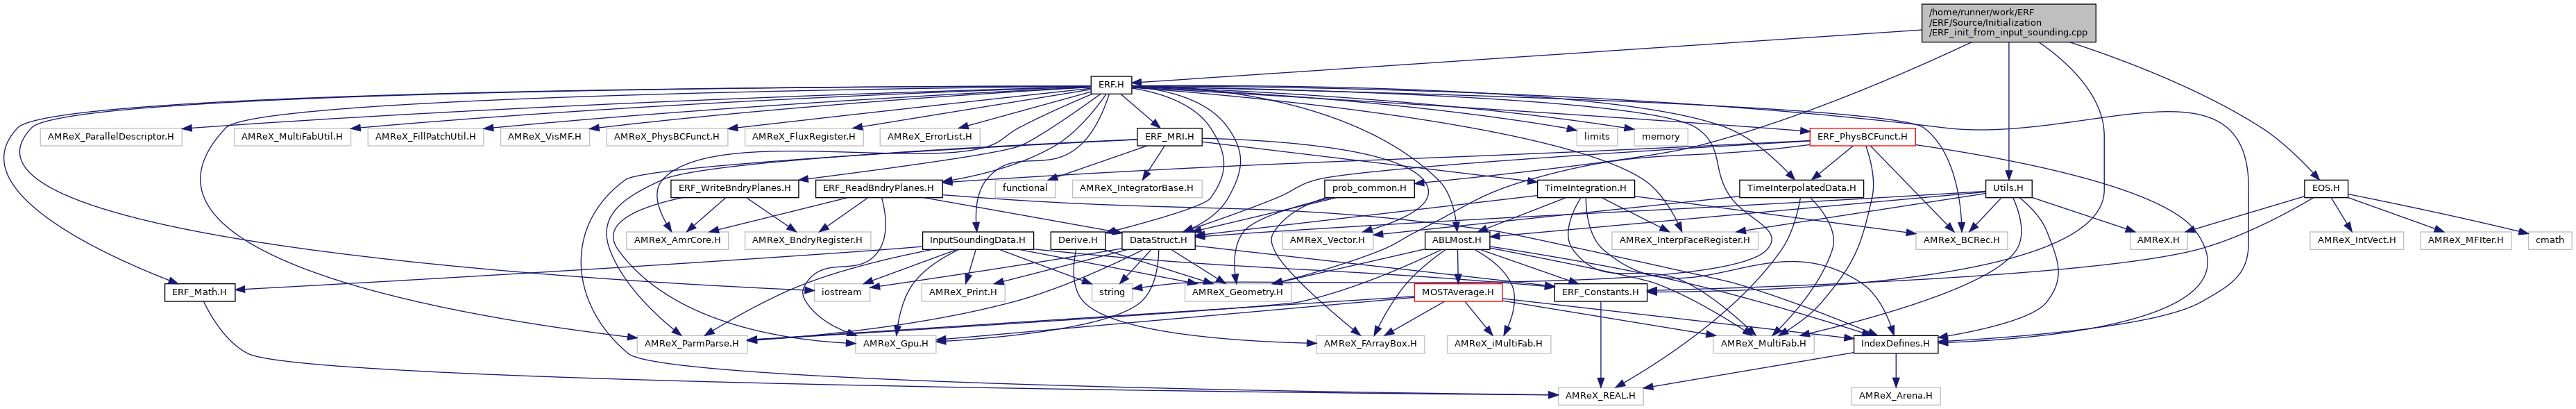 /home/runner/work/ERF
/ERF/Source/Initialization
/ERF_init_from_input_sounding.cpp
ERF.H
AMReX_ParallelDescriptor.H
AMReX_MultiFabUtil.H
AMReX_FillPatchUtil.H
AMReX_VisMF.H
AMReX_PhysBCFunct.H
AMReX_FluxRegister.H
AMReX_ErrorList.H
ERF_MRI.H
limits
memory
ERF_PhysBCFunct.H
ERF_WriteBndryPlanes.H
ERF_ReadBndryPlanes.H
functional
AMReX_IntegratorBase.H
prob_common.H
TimeIntegration.H
TimeInterpolatedData.H
Utils.H
EOS.H
AMReX_AmrCore.H
AMReX_BndryRegister.H
InputSoundingData.H
Derive.H
DataStruct.H
AMReX_Vector.H
ABLMost.H
AMReX_InterpFaceRegister.H
AMReX_BCRec.H
AMReX.H
AMReX_IntVect.H
AMReX_MFIter.H
cmath
ERF_Math.H
iostream
AMReX_Print.H
string
AMReX_Geometry.H
MOSTAverage.H
ERF_Constants.H
AMReX_ParmParse.H
AMReX_Gpu.H
AMReX_FArrayBox.H
AMReX_iMultiFab.H
AMReX_MultiFab.H
IndexDefines.H
AMReX_REAL.H
AMReX_Arena.H